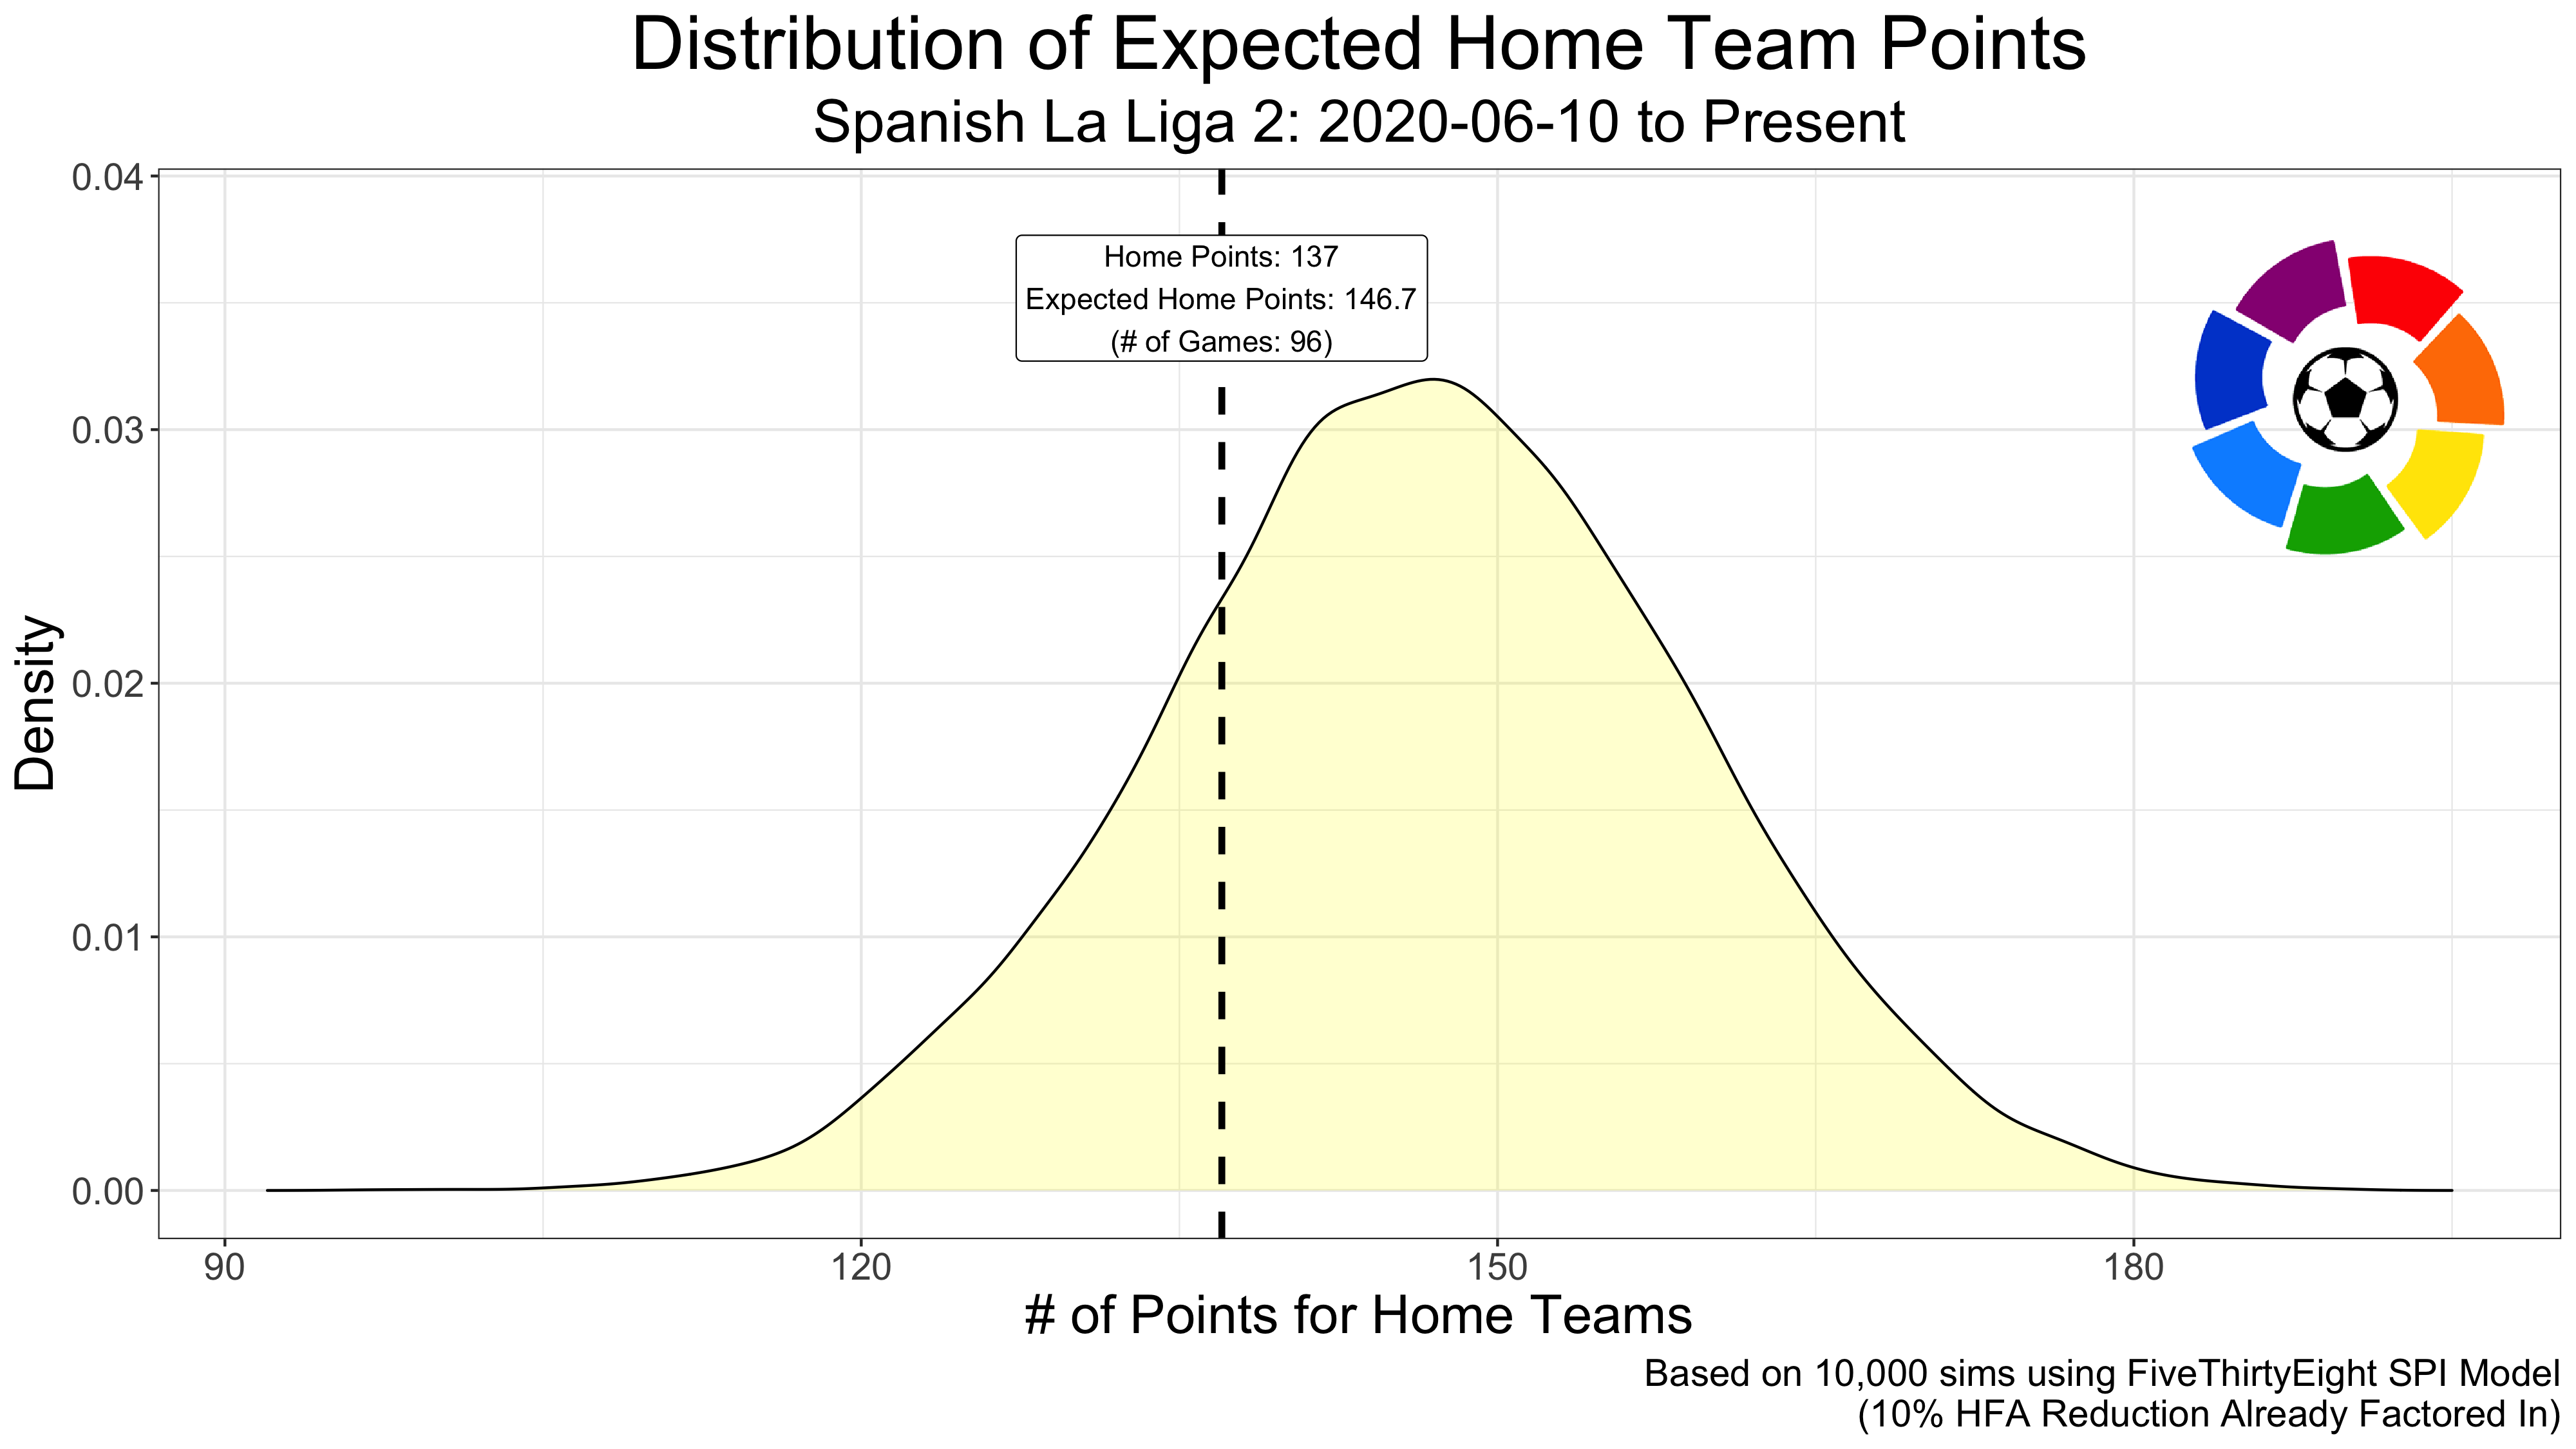 Distribution of Expected Home Team Points
Spanish La Liga 2: 2020-06-10 to Present
0.04
Home Points: 137
Expected Home Points: 146.7
(# of Games: 96)
0.03
Density
0.02
0.01
0.00
90 120 150 180
# of Points for Home Teams
Based on 10,000 sims using FiveThirtyEight SPI Model
(10% HFA Reduction Already Factored In)